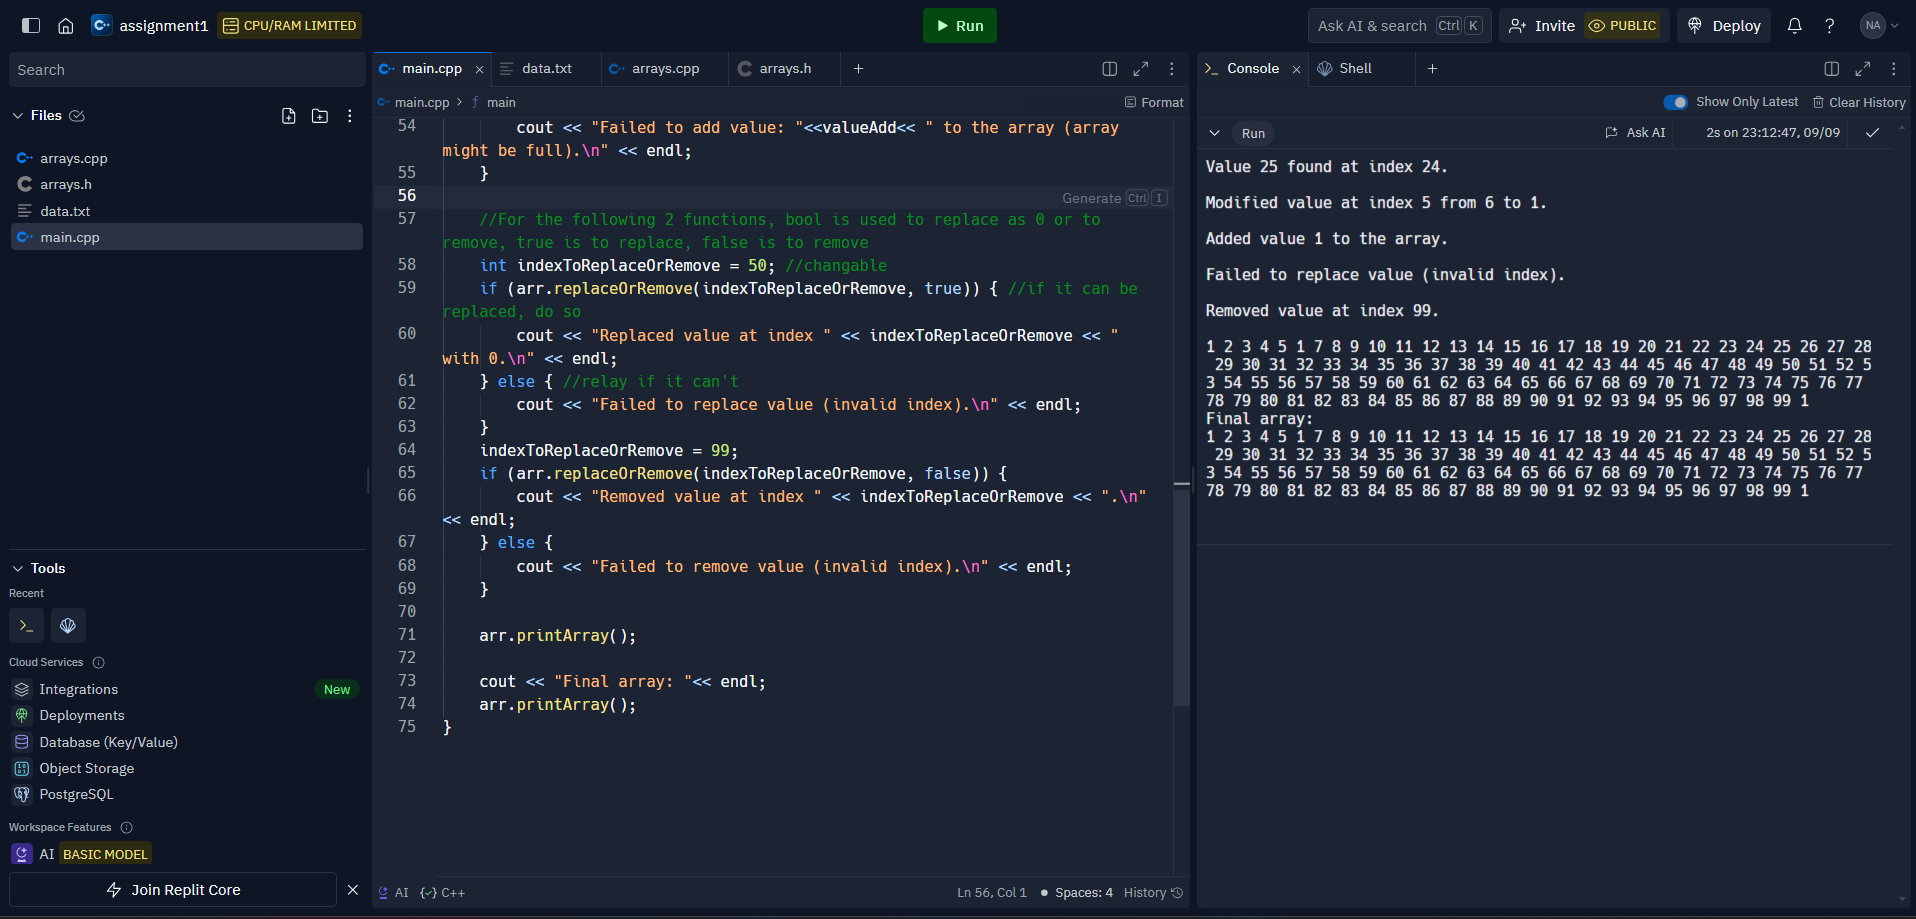 assignment1
CPU/RAM LIMITED
Run
Ask AI & search Ctrl K
Invite PUBLIC
Deploy
NA
Search
Files
arrays.cpp
arrays.h
data.txt
main.cpp
Tools
Recent
Cloud Services
Integrations New
Deployments
Database (Key/Value)
Object Storage
PostgreSQL
Workspace Features
AI BASIC MODEL
Join Replit Core
main.cpp
data.txt
arrays.cpp
arrays.h
main.cpp > f main
Format
54 cout << "Failed to add value: "<<valueAdd<< " to the array (array
might be full).\n" << endl;
55 }
56 Generate Ctrl I
57 //For the following 2 functions, bool is used to replace as 0 or to
remove, true is to replace, false is to remove
58 int indexToReplaceOrRemove = 50; //changable
59 if (arr.replaceOrRemove(indexToReplaceOrRemove, true)) { //if it can be
replaced, do so
60 cout << "Replaced value at index " << indexToReplaceOrRemove << "
with 0.\n" << endl;
61 } else { //relay if it can't
62 cout << "Failed to replace value (invalid index).\n" << endl;
63 }
64 indexToReplaceOrRemove = 99;
65 if (arr.replaceOrRemove(indexToReplaceOrRemove, false)) {
66 cout << "Removed value at index " << indexToReplaceOrRemove << ".\n"
<< endl;
67 } else {
68 cout << "Failed to remove value (invalid index).\n" << endl;
69 }
70
71 arr.printArray();
72
73 cout << "Final array: "<< endl;
74 arr.printArray();
75 }
AI C++
Ln 56, Col 1 Spaces: 4 History
Console
Shell
Show Only Latest Clear History
Run
Ask AI
2s on 23:12:47, 09/09
Value 25 found at index 24.
Modified value at index 5 from 6 to 1.
Added value 1 to the array.
Failed to replace value (invalid index).
Removed value at index 99.
1 2 3 4 5 1 7 8 9 10 11 12 13 14 15 16 17 18 19 20 21 22 23 24 25 26 27 28
29 30 31 32 33 34 35 36 37 38 39 40 41 42 43 44 45 46 47 48 49 50 51 52 5
3 54 55 56 57 58 59 60 61 62 63 64 65 66 67 68 69 70 71 72 73 74 75 76 77
78 79 80 81 82 83 84 85 86 87 88 89 90 91 92 93 94 95 96 97 98 99 1
Final array:
1 2 3 4 5 1 7 8 9 10 11 12 13 14 15 16 17 18 19 20 21 22 23 24 25 26 27 28
29 30 31 32 33 34 35 36 37 38 39 40 41 42 43 44 45 46 47 48 49 50 51 52 5
3 54 55 56 57 58 59 60 61 62 63 64 65 66 67 68 69 70 71 72 73 74 75 76 77
78 79 80 81 82 83 84 85 86 87 88 89 90 91 92 93 94 95 96 97 98 99 1